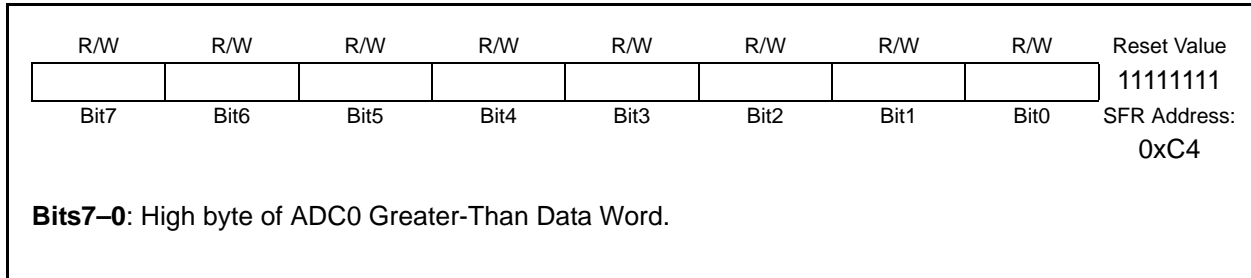 R/W R/W R/W R/W R/W R/W R/W R/W Reset Value
11111111
Bit7 Bit6 Bit5 Bit4 Bit3 Bit2 Bit1 Bit0 SFR Address:
0xC4
Bits7–0: High byte of ADC0 Greater-Than Data Word.